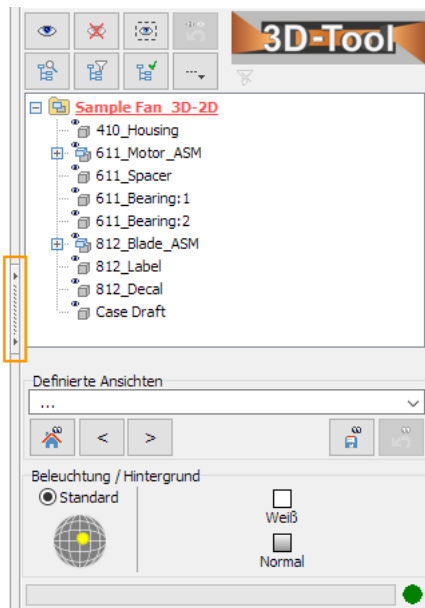 3D-Tool
Sample Fan_3D-2D
410_Housing
611_Motor_ASM
611_Spacer
611_Bearing:1
611_Bearing:2
812_Blade_ASM
812_Label
812_Decal
Case Draft
Definierte Ansichten
...
< >
Beleuchtung / Hintergrund
Standard
Weiß
Normal